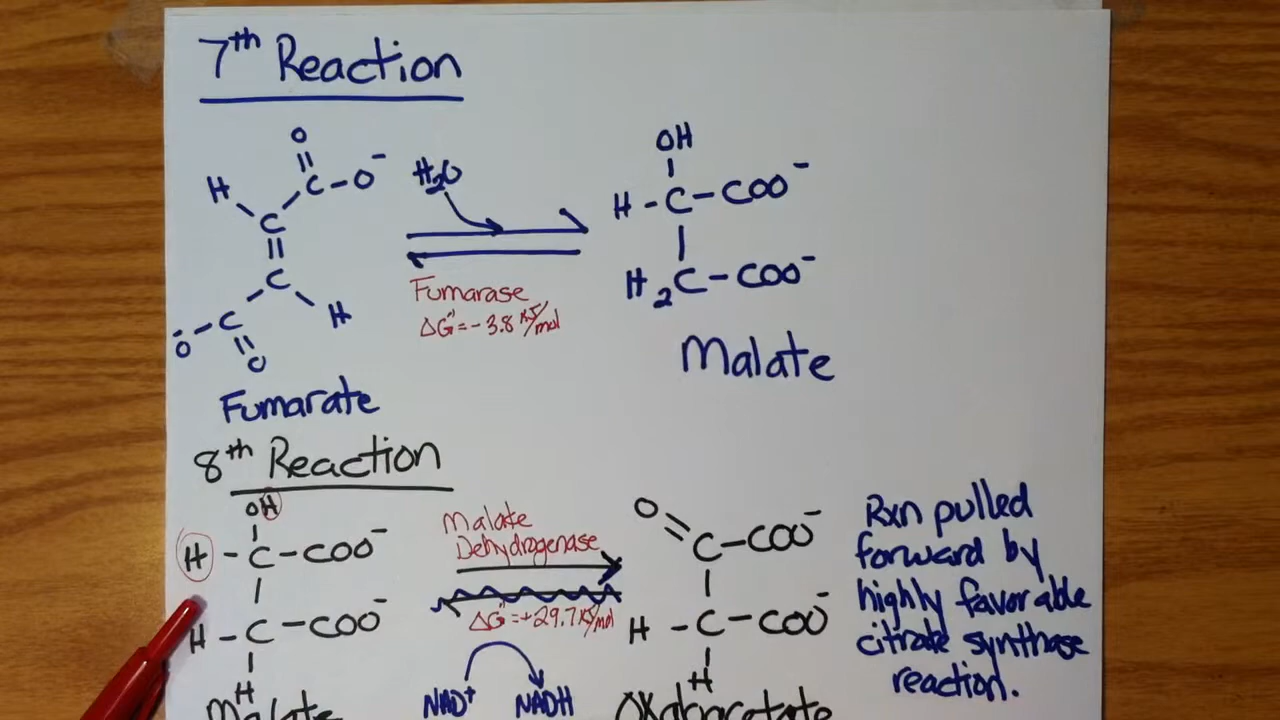 7th Reaction
O
H C-O⁻
C
C
H
C
⁻O
O
Fumarate
H₂O
Fumarase
ΔG'° = -3.8 KJ/mol
OH
H-C-COO⁻
H₂C-COO⁻
Malate
8th Reaction
OH
H-C-COO⁻
H-C-COO⁻
H
Malate
Malate
Dehydrogenase
ΔG'° = +29.7 KJ/mol
NAD⁺ NADH
O
C-COO⁻
H-C-COO⁻
H
Oxaloacetate
Rxn pulled
forward by
highly favorable
citrate synthase
reaction.